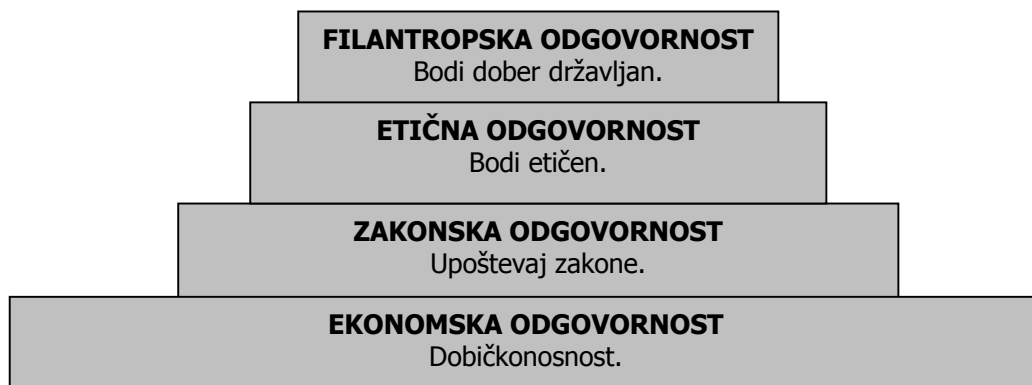 FILANTROPSKA ODGOVORNOST
Bodi dober državljan.
ETIČNA ODGOVORNOST
Bodi etičen.
ZAKONSKA ODGOVORNOST
Upoštevaj zakone.
EKONOMSKA ODGOVORNOST
Dobičkonosnost.